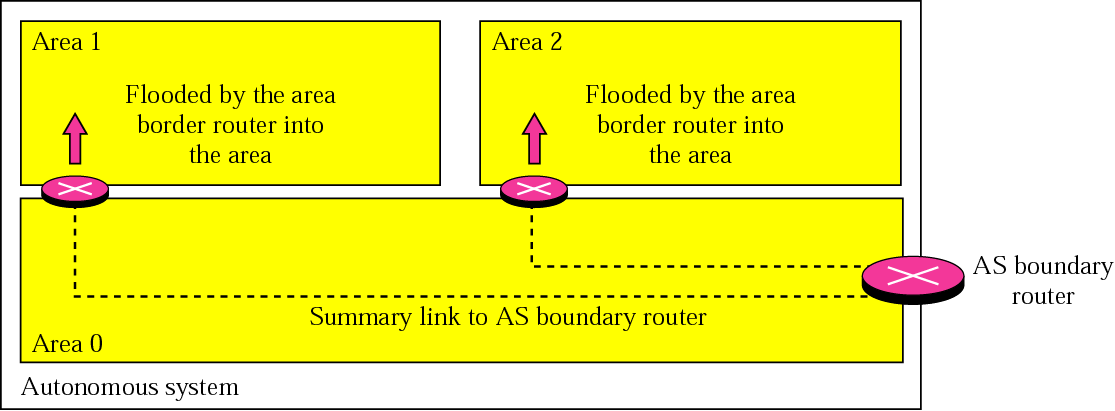 Area 1
Flooded by the area
border router into
the area
Area 2
Flooded by the area
border router into
the area
AS boundary
router
Summary link to AS boundary router
Area 0
Autonomous system